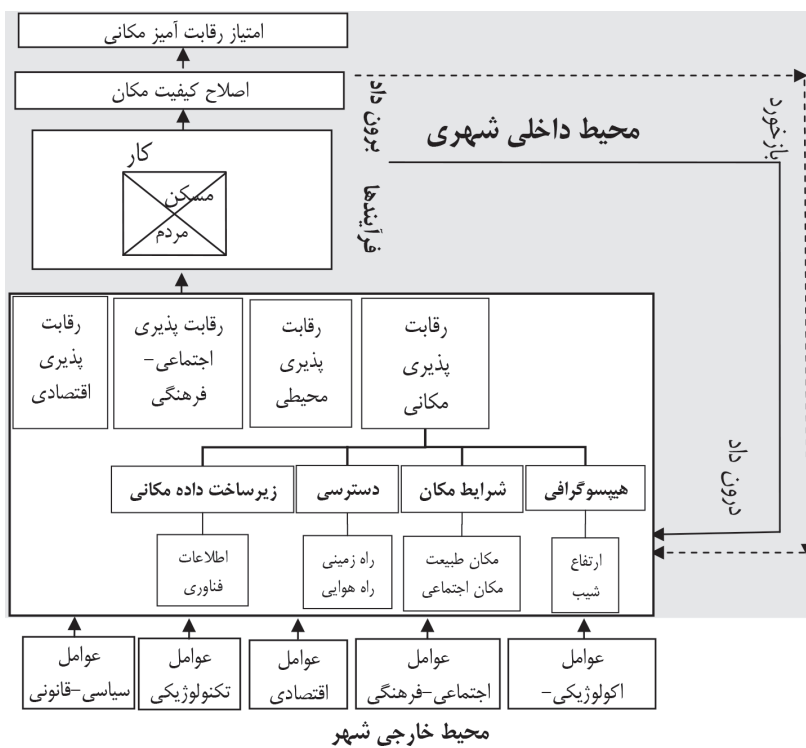 امتیاز رقابت آمیز مکانی
اصلاح کیفیت مکان
برون داد
محیط داخلی شهری
بازخورد
کار
مسکن
مردم
فرآیندها
رقابت
پذیری
مکانی
رقابت
پذیری
محیطی
رقابت پذیری
اجتماعی-
فرهنگی
رقابت
پذیری
اقتصادی
درون داد
هیپسوگرافی
شرایط مکان
دسترسی
زیرساخت داده مکانی
ارتفاع
شیب
مکان طبیعت
مکان اجتماعی
راه زمینی
راه هوایی
اطلاعات
فناوری
عوامل
اکولوژیکی-
عوامل
اجتماعی-فرهنگی
عوامل
اقتصادی
عوامل
تکنولوژیکی
عوامل
سیاسی-قانونی
محیط خارجی شهر